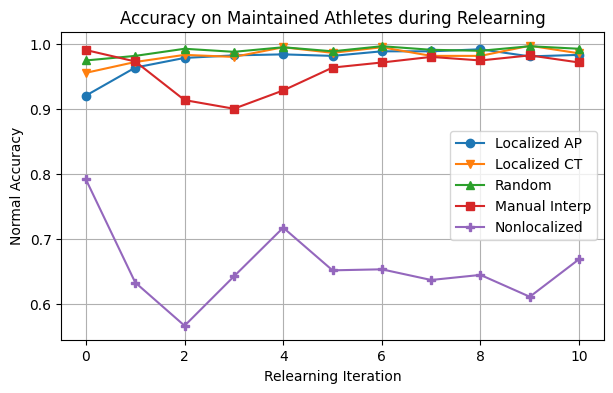 Accuracy on Maintained Athletes during Relearning
1.0
0.9
0.8
0.7
0.6
Normal Accuracy
Localized AP
Localized CT
Random
Manual Interp
Nonlocalized
0 2 4 6 8 10
Relearning Iteration